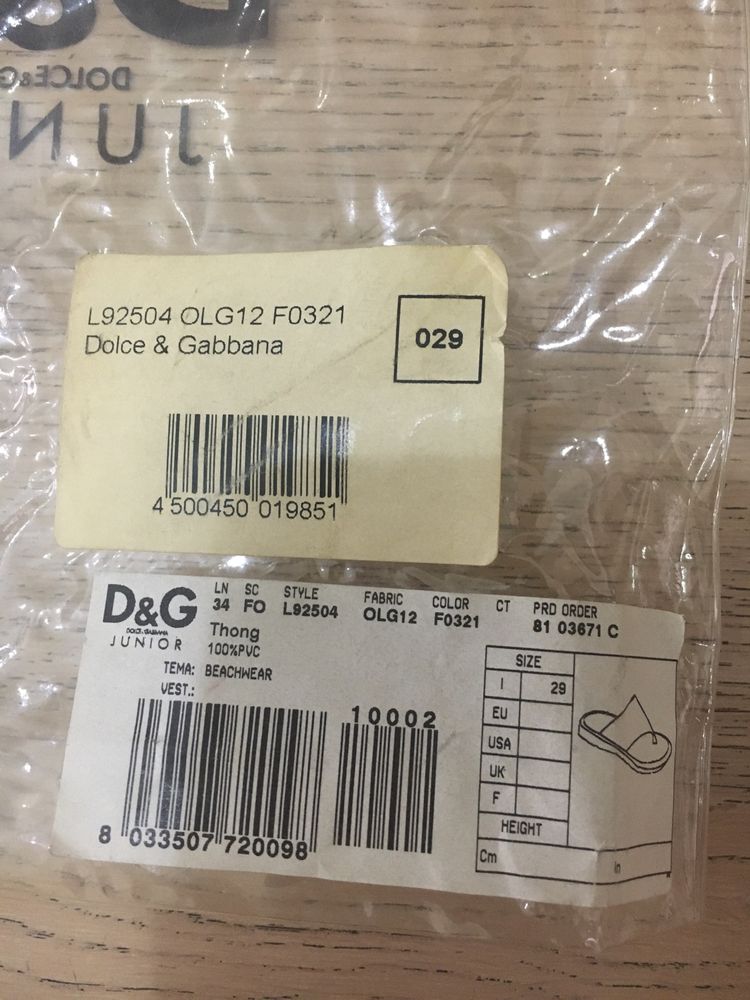 D&G
DOLCE&G
JUN
L92504 OLG12 F0321
Dolce & Gabbana
029
4 500450 019851
D&G
DOLCE&GABBANA
JUNIOR
LN SC STYLE FABRIC COLOR CT PRD ORDER
34 FO L92504 OLG12 F0321 81 03671 C
Thong
100%PVC
TEMA: BEACHWEAR
VEST.:
10002
8 033507 720098
SIZE
I 29
EU
USA
UK
F
HEIGHT
Cm in